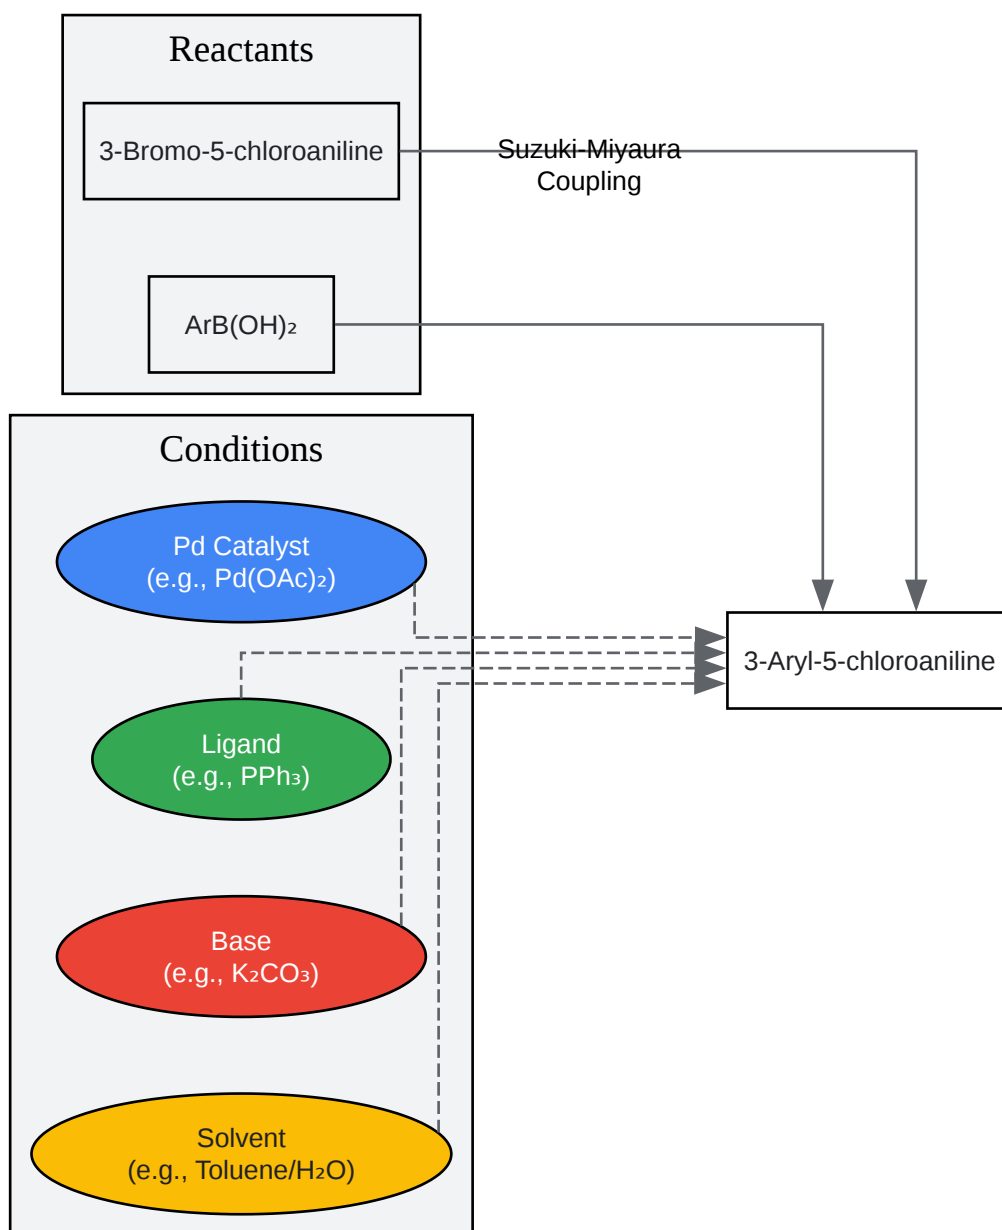 Reactants
3-Bromo-5-chloroaniline
Suzuki-Miyaura
Coupling
ArB(OH)₂
Conditions
Pd Catalyst
(e.g., Pd(OAc)₂)
3-Aryl-5-chloroaniline
Ligand
(e.g., PPh₃)
Base
(e.g., K₂CO₃)
Solvent
(e.g., Toluene/H₂O)